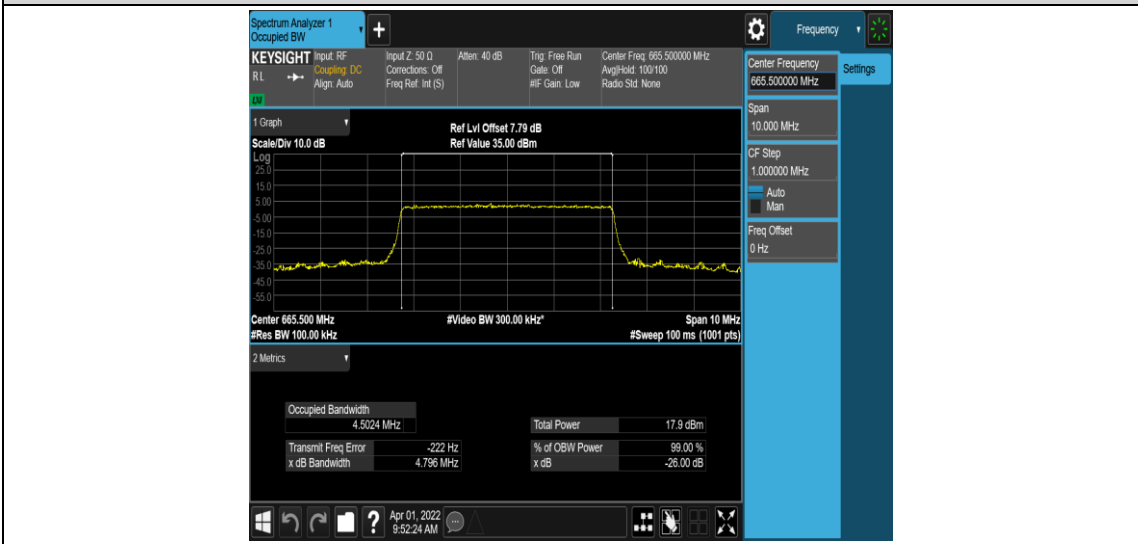 Spectrum Analyzer 1
Occupied BW
+
Frequency
KEYSIGHT
R L
Input: RF
Coupling: DC
Align: Auto
Input Z: 50 Ω
Corrections: Off
Freq Ref: Int (S)
Atten: 40 dB
Trig: Free Run
Gate: Off
#IF Gain: Low
Center Freq: 665.500000 MHz
Avg|Hold: 100/100
Radio Std: None
Center Frequency
665.500000 MHz
Settings
Span
10.000 MHz
CF Step
1.000000 MHz
Auto
Man
Freq Offset
0 Hz
1 Graph
Scale/Div 10.0 dB
Ref Lvl Offset 7.79 dB
Ref Value 35.00 dBm
Log
25.0
15.0
5.00
-5.00
-15.0
-25.0
-35.0
-45.0
-55.0
Center 665.500 MHz
#Video BW 300.00 kHz*
Span 10 MHz
#Res BW 100.00 kHz
#Sweep 100 ms (1001 pts)
2 Metrics
Occupied Bandwidth
4.5024 MHz
Total Power 17.9 dBm
Transmit Freq Error -222 Hz
% of OBW Power 99.00 %
x dB Bandwidth 4.796 MHz
x dB -26.00 dB
?
Apr 01, 2022
9:52:24 AM